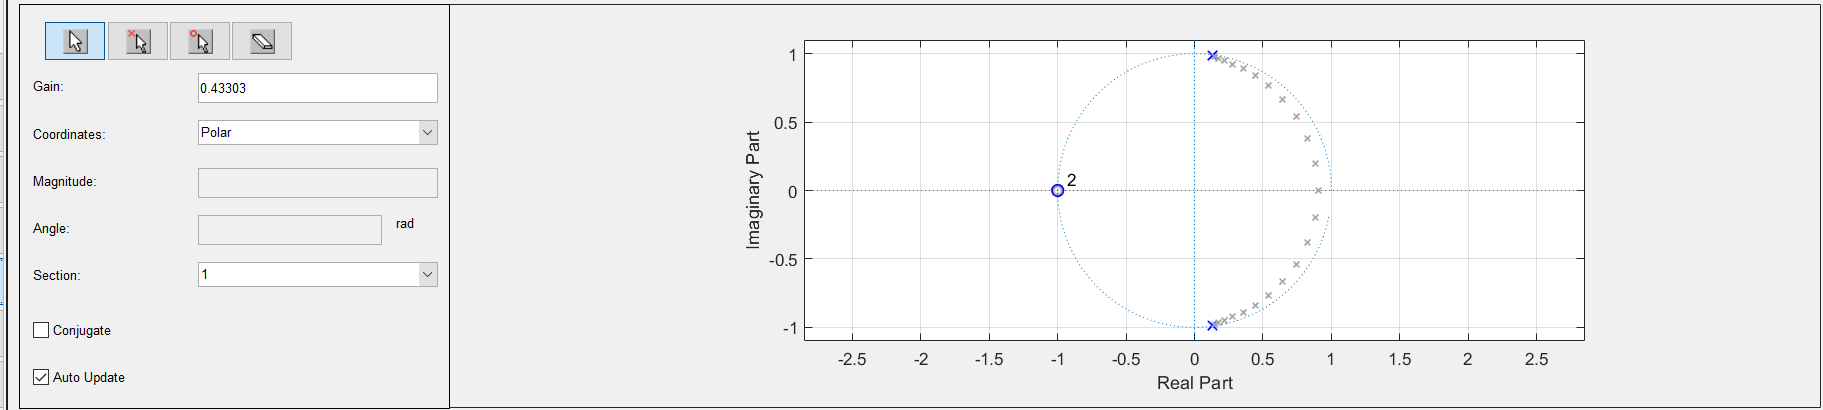 Gain:
0.43303
Coordinates:
Polar
Magnitude:
Angle:
rad
Section:
1
Conjugate
Auto Update
Imaginary Part
1
0.5
0
-0.5
-1
2
-2.5 -2 -1.5 -1 -0.5 0 0.5 1 1.5 2 2.5
Real Part